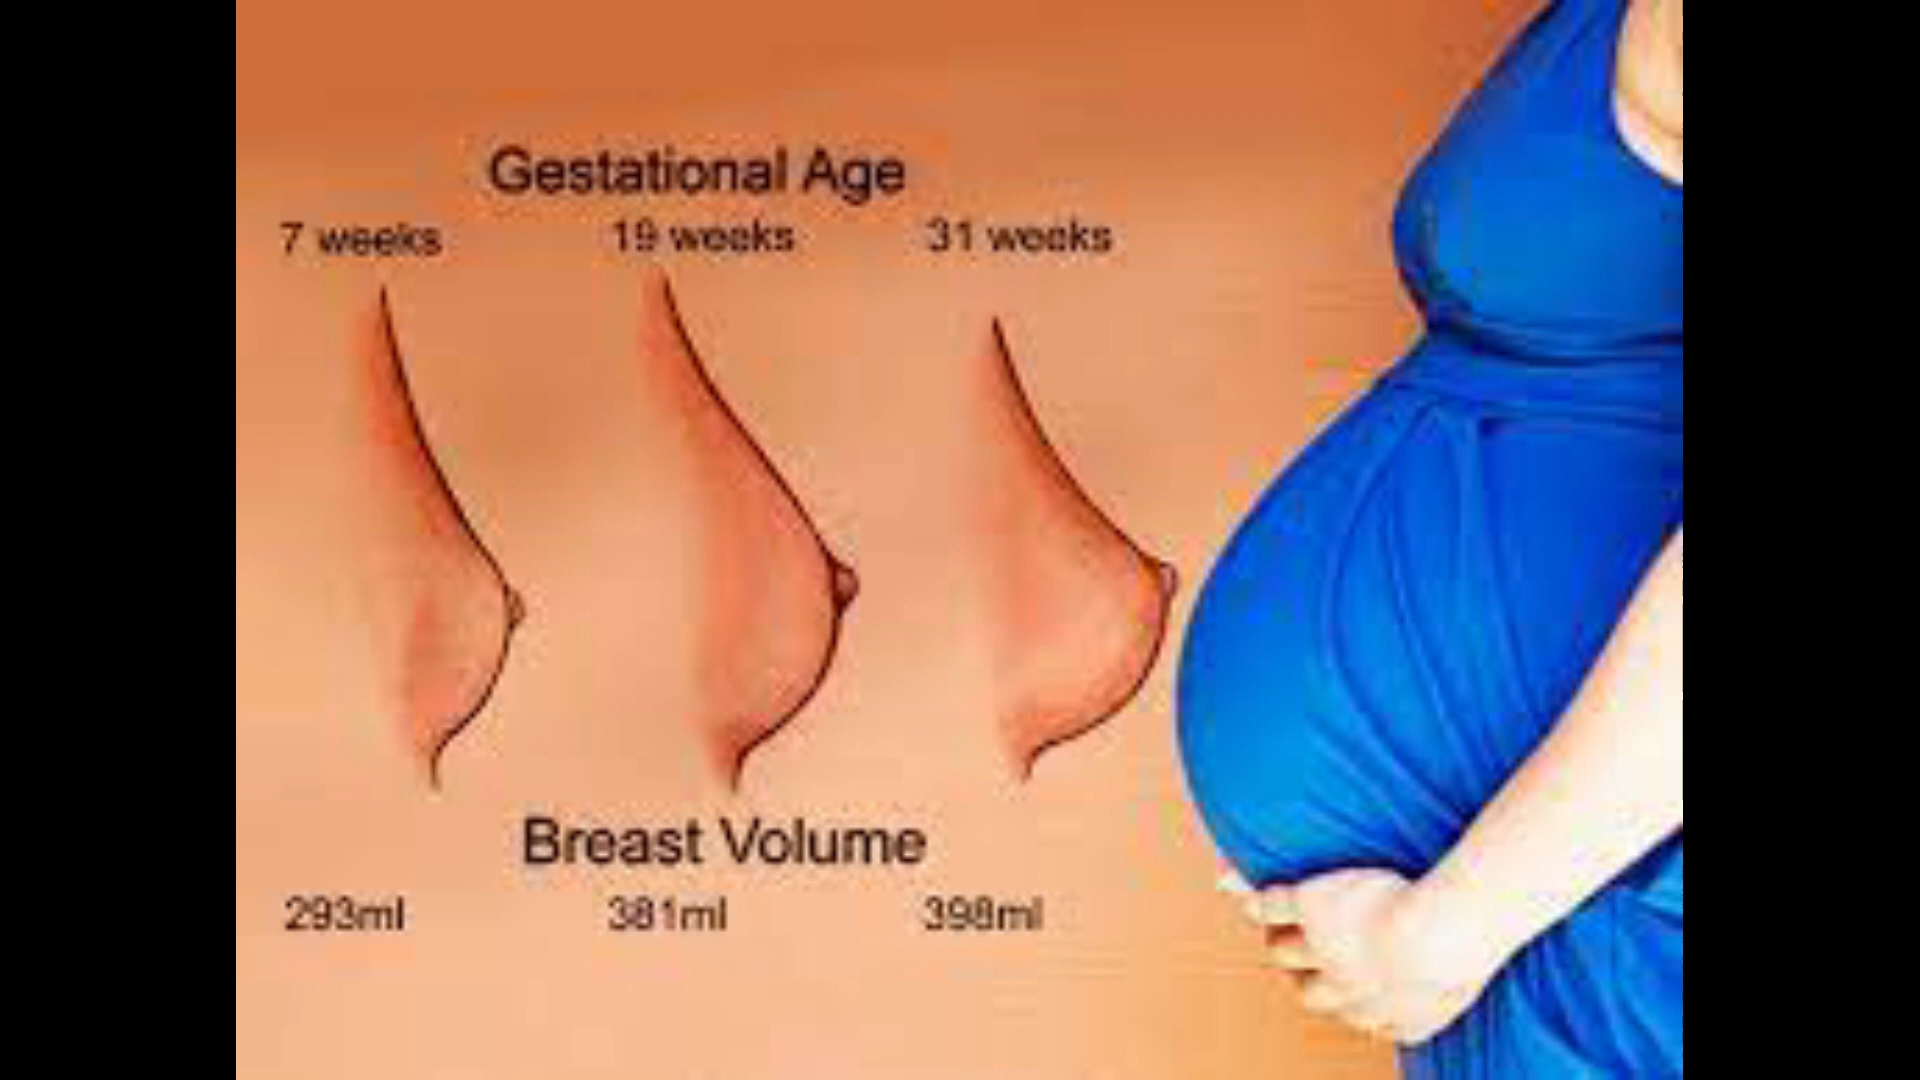 Gestational Age
7 weeks 19 weeks 31 weeks
Breast Volume
293ml 381ml 398ml